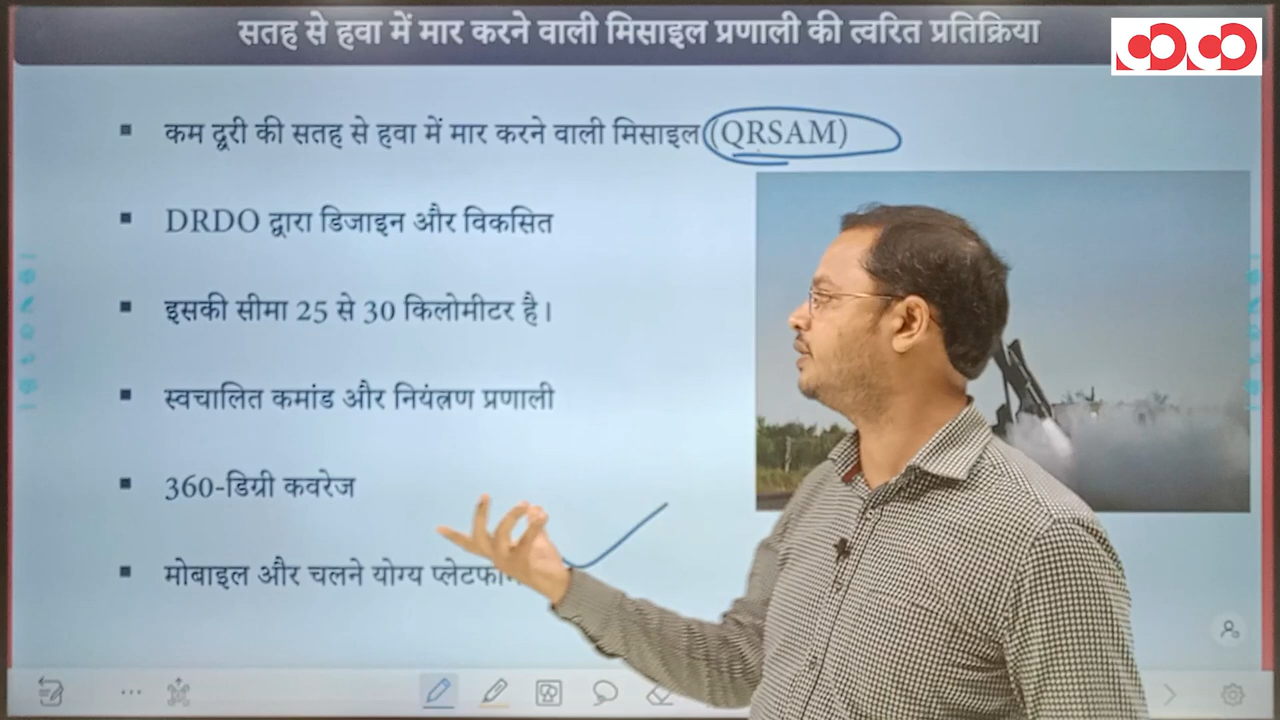 सतह से हवा में मार करने वाली मिसाइल प्रणाली की त्वरित प्रतिक्रिया
कम दूरी की सतह से हवा में मार करने वाली मिसाइल (QRSAM)
DRDO द्वारा डिजाइन और विकसित
इसकी सीमा 25 से 30 किलोमीटर है।
स्वचालित कमांड और नियंत्रण प्रणाली
360-डिग्री कवरेज
मोबाइल और चलने योग्य